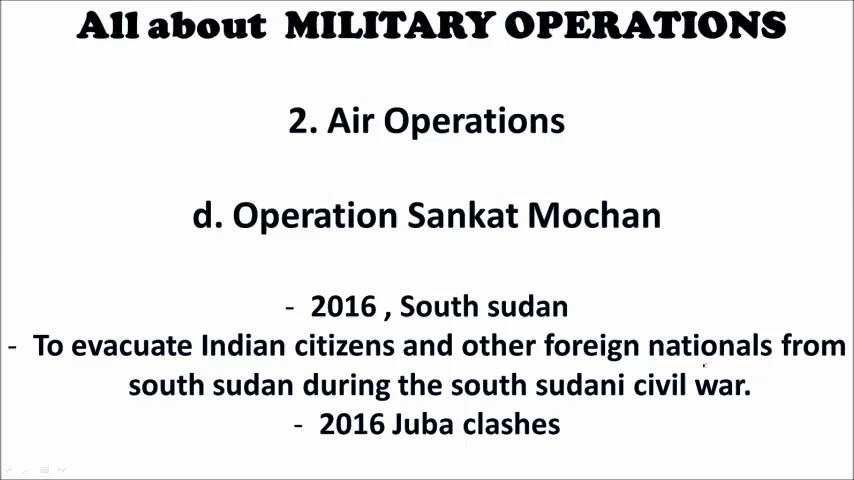 All about MILITARY OPERATIONS
2. Air Operations
d. Operation Sankat Mochan
- 2016 , South sudan
- To evacuate Indian citizens and other foreign nationals from
south sudan during the south sudani civil war.
- 2016 Juba clashes